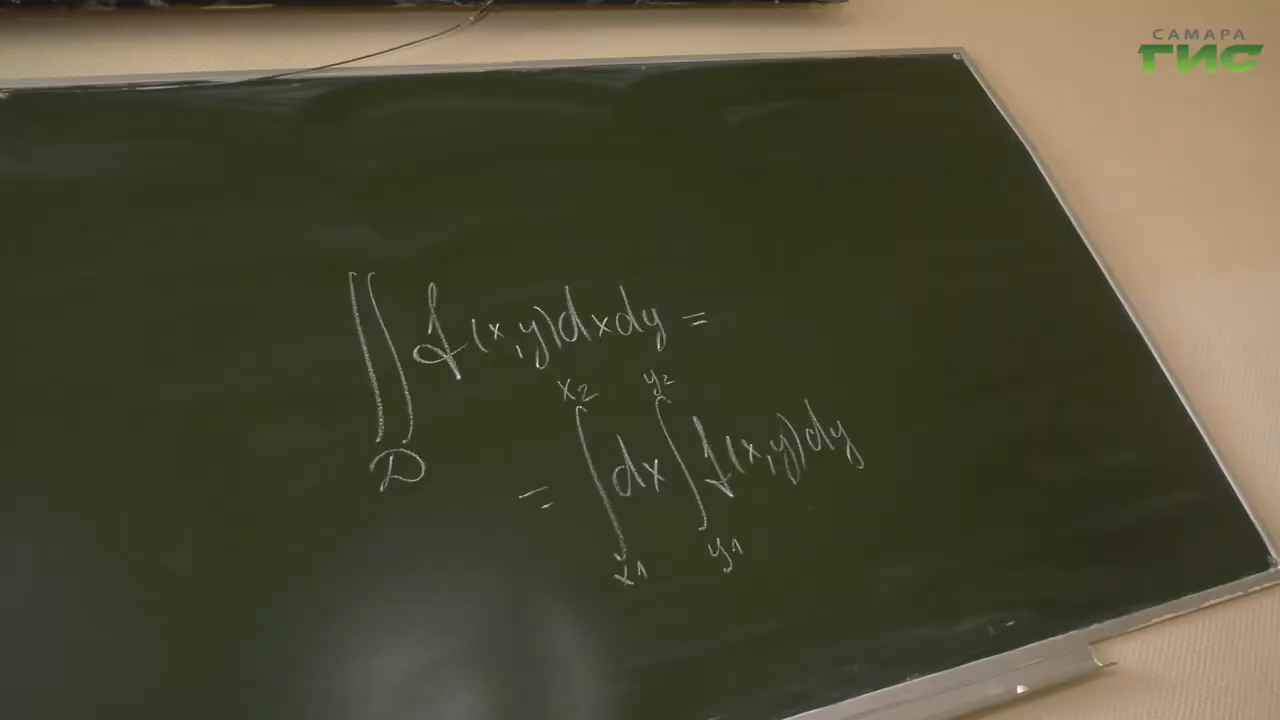 САМАРА
ГИС
∬ f(x,y)dxdy =
D
x2 y2
= ∫ dx ∫ f(x,y)dy
x1 y1